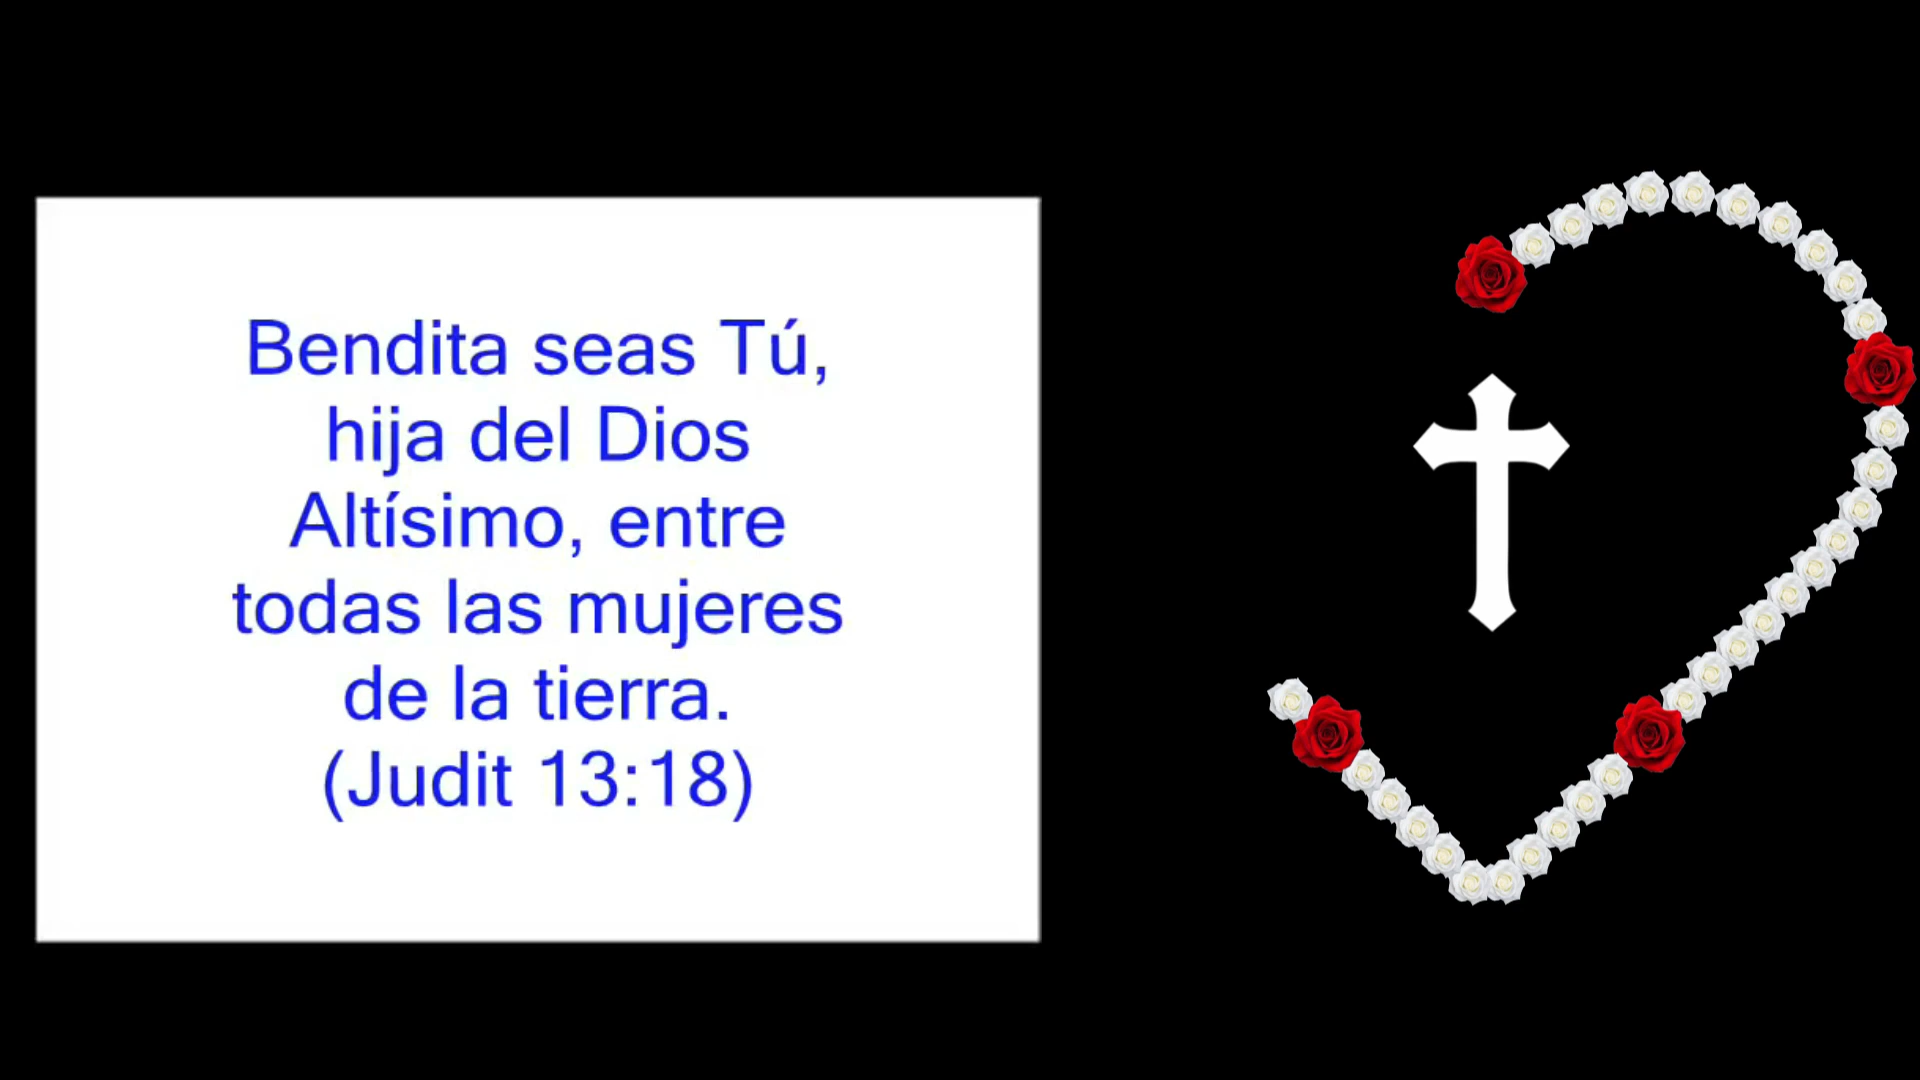 Bendita seas Tú,
hija del Dios
Altísimo, entre
todas las mujeres
de la tierra.
(Judit 13:18)